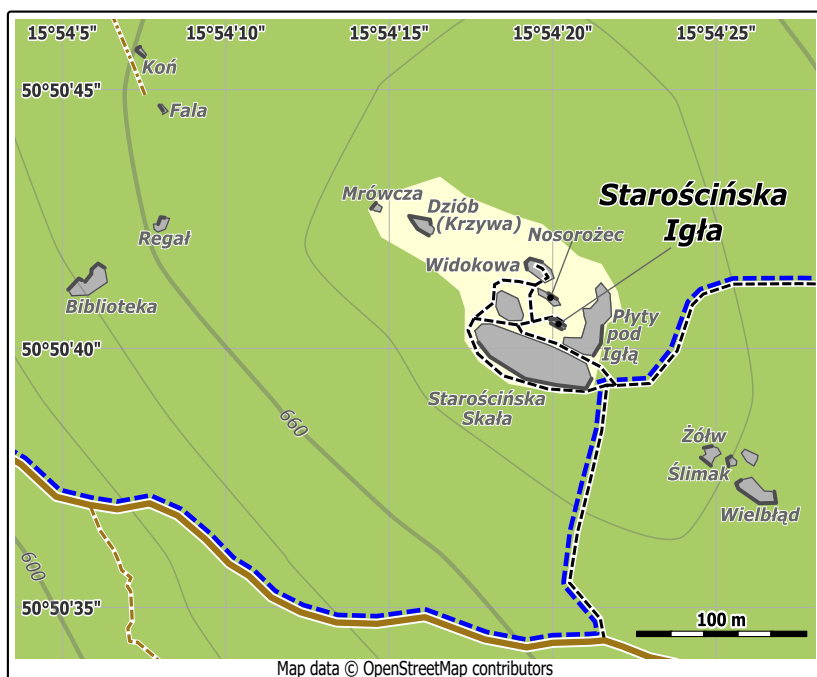 15°54'5" 15°54'10" 15°54'15" 15°54'20" 15°54'25"
Koń
50°50'45"
Fala
Mrówcza
Dziób
(Krzywa)
Starościńska
Igła
Nosorożec
Regał
Widokowa
Biblioteka
Płyty
pod
Igłą
50°50'40"
Starościńska
Skała
660
Żółw
Ślimak
Wielbłąd
600
50°50'35"
100 m
Map data © OpenStreetMap contributors